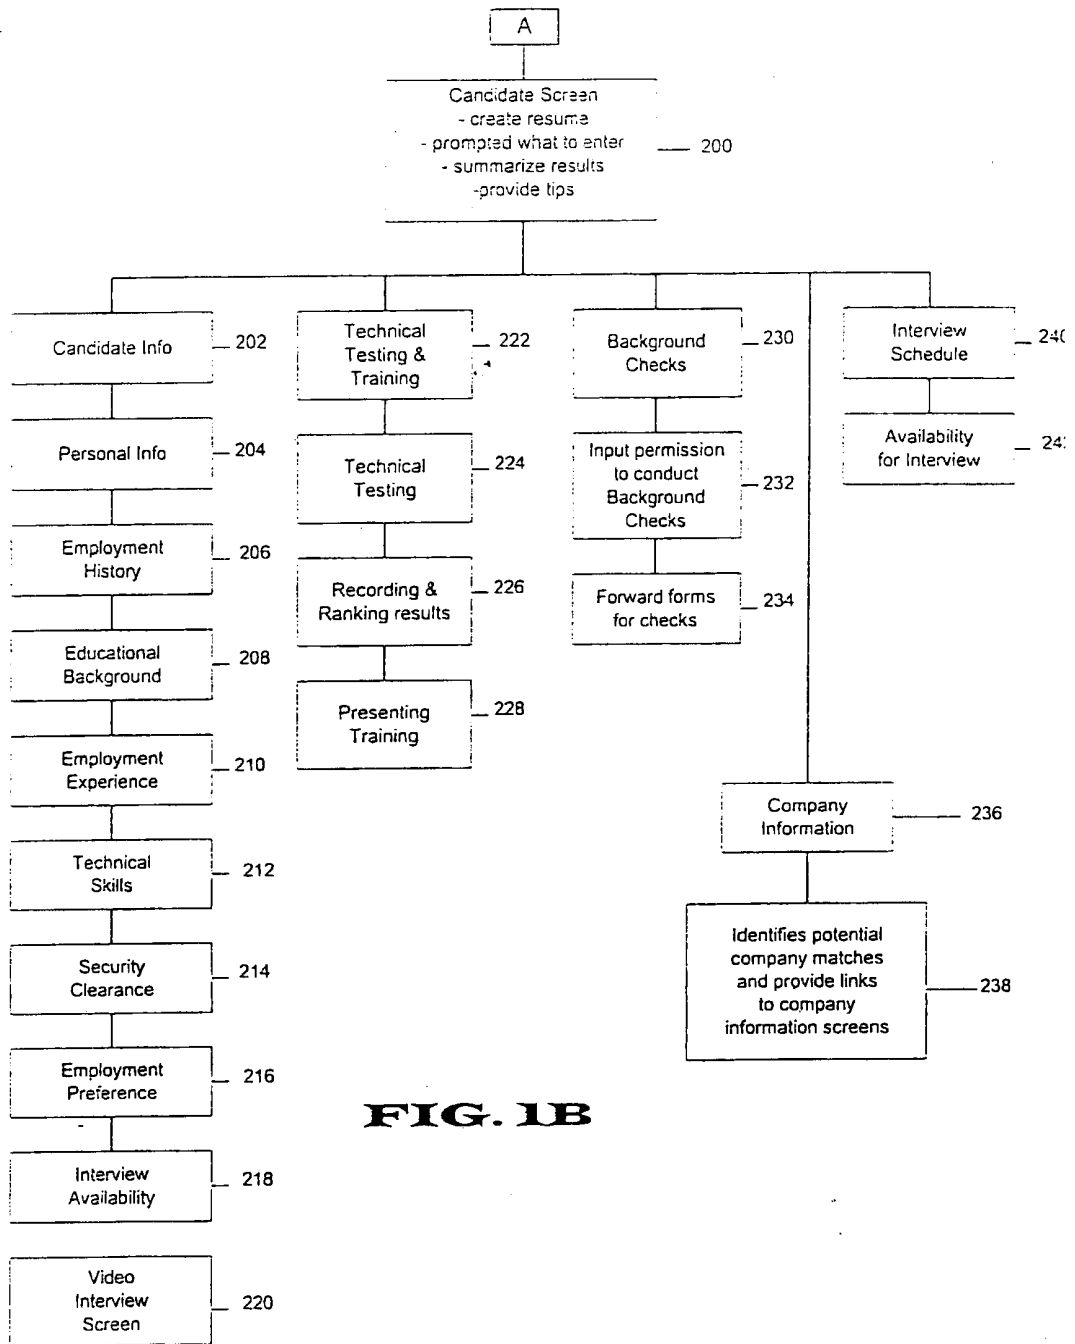 A
Candidate Screen
- create resume
- prompted what to enter
- summarize results
-provide tips
200
Candidate Info
202
Personal Info
204
Employment
History
206
Educational
Background
208
Employment
Experience
210
Technical
Skills
212
Security
Clearance
214
Employment
Preference
216
Interview
Availability
218
Video
Interview
Screen
220
Technical
Testing &
Training
222
Technical
Testing
224
Recording &
Ranking results
226
Presenting
Training
228
Background
Checks
230
Input permission
to conduct
Background
Checks
232
Forward forms
for checks
234
Company
Information
236
Identifies potential
company matches
and provide links
to company
information screens
238
Interview
Schedule
240
Availability
for Interview
FIG. 1B